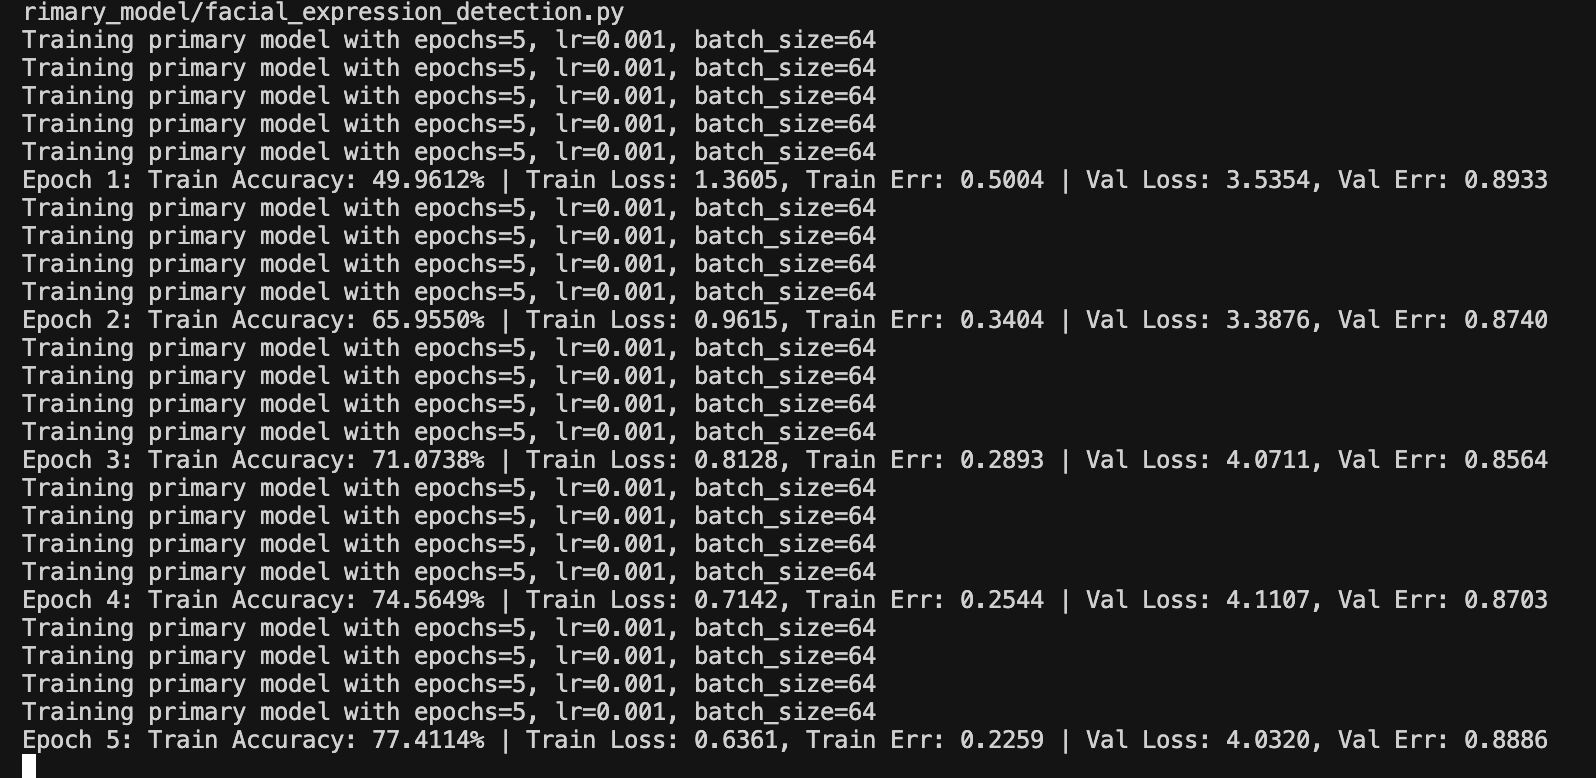 rimary_model/facial_expression_detection.py
Training primary model with epochs=5, lr=0.001, batch_size=64
Training primary model with epochs=5, lr=0.001, batch_size=64
Training primary model with epochs=5, lr=0.001, batch_size=64
Training primary model with epochs=5, lr=0.001, batch_size=64
Training primary model with epochs=5, lr=0.001, batch_size=64
Epoch 1: Train Accuracy: 49.9612% | Train Loss: 1.3605, Train Err: 0.5004 | Val Loss: 3.5354, Val Err: 0.8933
Training primary model with epochs=5, lr=0.001, batch_size=64
Training primary model with epochs=5, lr=0.001, batch_size=64
Training primary model with epochs=5, lr=0.001, batch_size=64
Training primary model with epochs=5, lr=0.001, batch_size=64
Epoch 2: Train Accuracy: 65.9550% | Train Loss: 0.9615, Train Err: 0.3404 | Val Loss: 3.3876, Val Err: 0.8740
Training primary model with epochs=5, lr=0.001, batch_size=64
Training primary model with epochs=5, lr=0.001, batch_size=64
Training primary model with epochs=5, lr=0.001, batch_size=64
Training primary model with epochs=5, lr=0.001, batch_size=64
Epoch 3: Train Accuracy: 71.0738% | Train Loss: 0.8128, Train Err: 0.2893 | Val Loss: 4.0711, Val Err: 0.8564
Training primary model with epochs=5, lr=0.001, batch_size=64
Training primary model with epochs=5, lr=0.001, batch_size=64
Training primary model with epochs=5, lr=0.001, batch_size=64
Training primary model with epochs=5, lr=0.001, batch_size=64
Epoch 4: Train Accuracy: 74.5649% | Train Loss: 0.7142, Train Err: 0.2544 | Val Loss: 4.1107, Val Err: 0.8703
Training primary model with epochs=5, lr=0.001, batch_size=64
Training primary model with epochs=5, lr=0.001, batch_size=64
Training primary model with epochs=5, lr=0.001, batch_size=64
Training primary model with epochs=5, lr=0.001, batch_size=64
Epoch 5: Train Accuracy: 77.4114% | Train Loss: 0.6361, Train Err: 0.2259 | Val Loss: 4.0320, Val Err: 0.8886